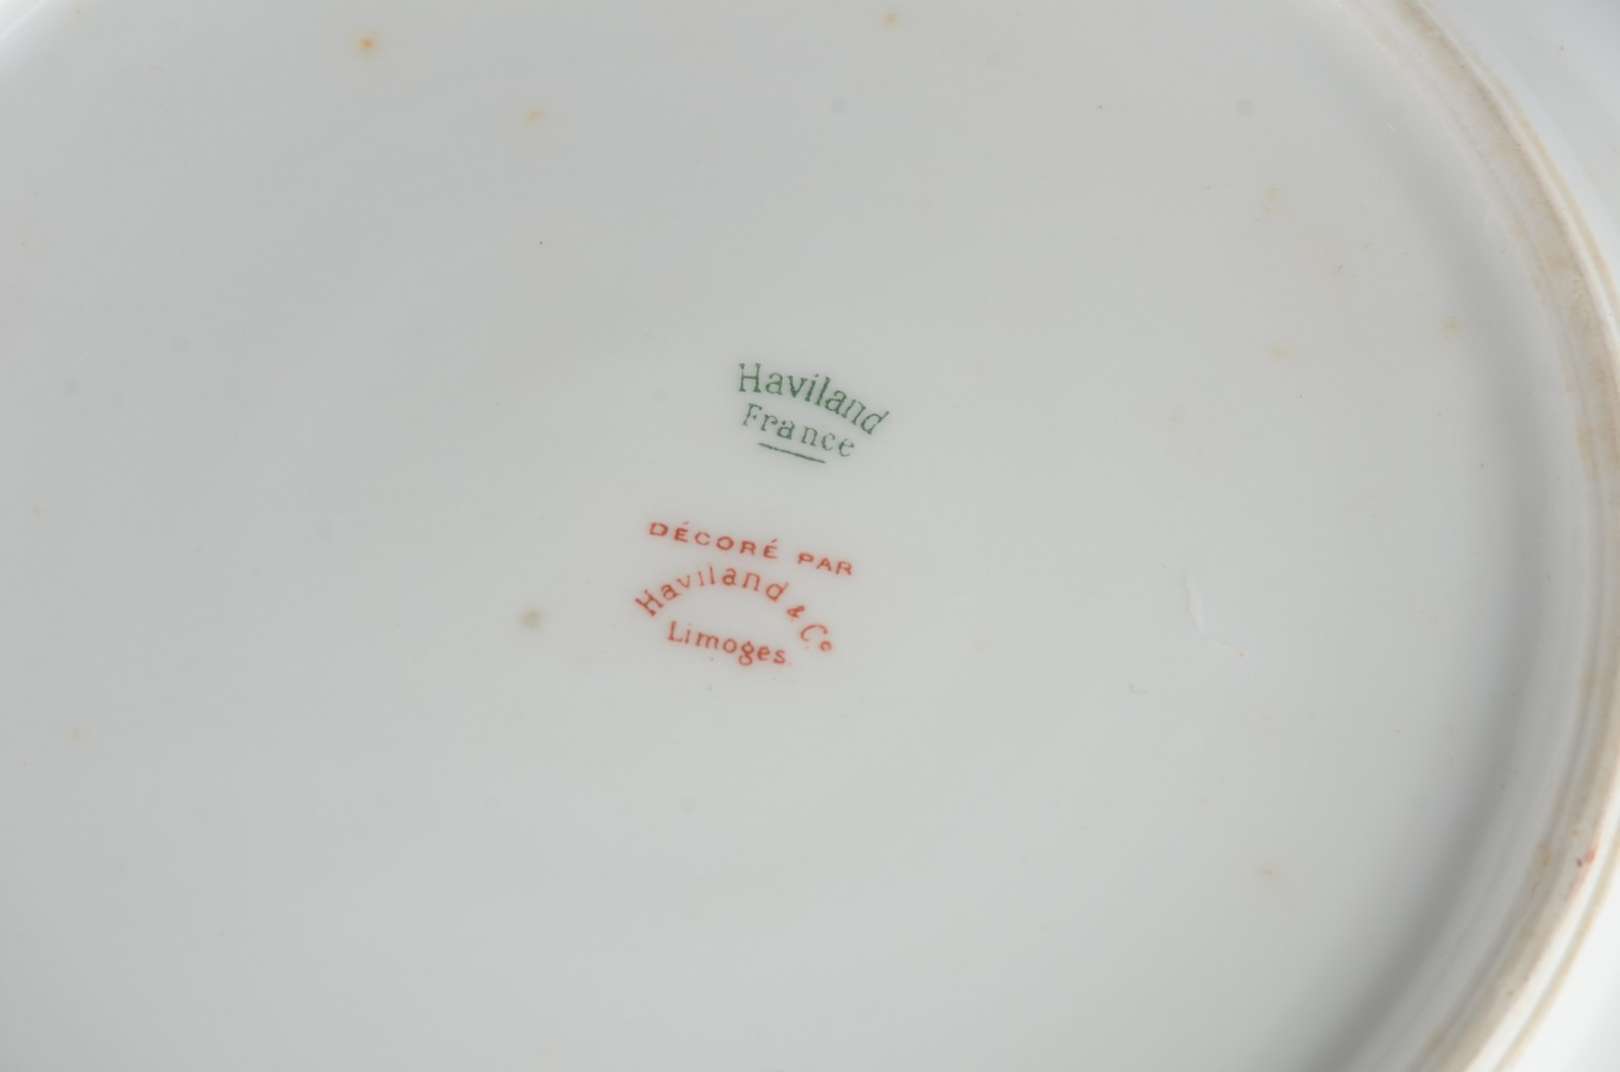 Haviland
France
DÉCORÉ PAR
Haviland & Co
Limoges